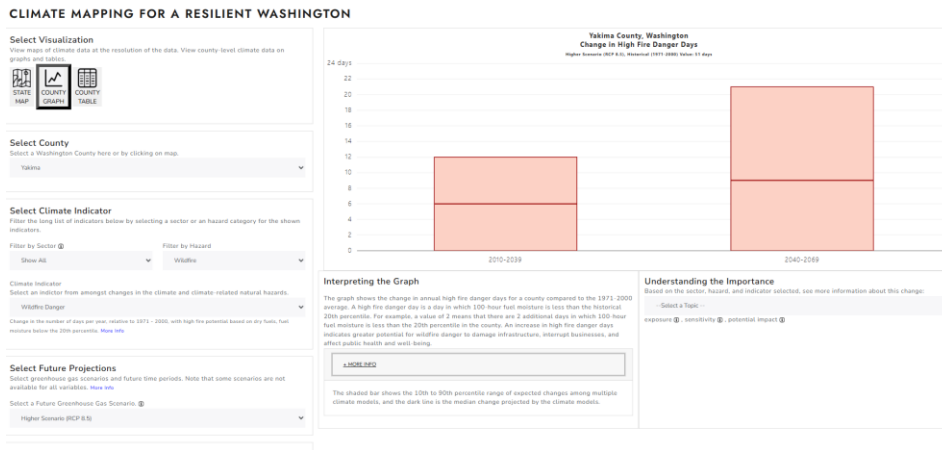 CLIMATE MAPPING FOR A RESILIENT WASHINGTON
Select Visualization
View maps of climate data at the resolution of the data. View county-level climate data on
graphs and tables.
STATE
MAP
COUNTY
GRAPH
COUNTY
TABLE
Select County
Select a Washington County here or by clicking on map.
Yakima
Select Climate Indicator
Filter the long list of indicators below by selecting a sector or an hazard category for the shown
indicators.
Filter by Sector
Filter by Hazard
Show All
Wildfire
Climate Indicator
Select an indictor from amongst changes in the climate and climate-related natural hazards.
Wildfire Danger
Change is the number of days per year, relative to 1971 - 2000, with high fire potential based on dry fuels, fuel
moisture below the 20th percentile. More Info
Select Future Projections
Select greenhouse gas scenarios and future time periods. Note that some scenarios are not
available for all variables. More Info
Select a Future Greenhouse Gas Scenario.
Higher Scenario (RCP 8.5)
Yakima County, Washington
Change in High Fire Danger Days
Higher Scenario (RCP 8.5), Historical (1971-2000) Value: 51 days
24 days
22
20
18
16
14
12
10
8
6
4
2
0
2010-2039
2040-2069
Interpreting the Graph
The graph shows the change in annual high fire danger days for a county compared to the 1971-2000
average. A high fire danger day is a day in which 100-hour fuel moisture is less than the historical
20th percentile. For example, a value of 2 means that there are 2 additional days in which 100-hour
fuel moisture is less than the 20th percentile in the county. An increase in high fire danger days
indicates greater potential for wildfire danger to damage infrastructure, interrupt businesses, and
affect public health and well-being.
+ MORE INFO
The shaded bar shows the 10th to 90th percentile range of expected changes among multiple
climate models, and the dark line is the median change projected by the climate models.
Understanding the Importance
Based on the sector, hazard, and indicator selected, see more information about this change:
-- Select a Topic --
exposure , sensitivity , potential impact